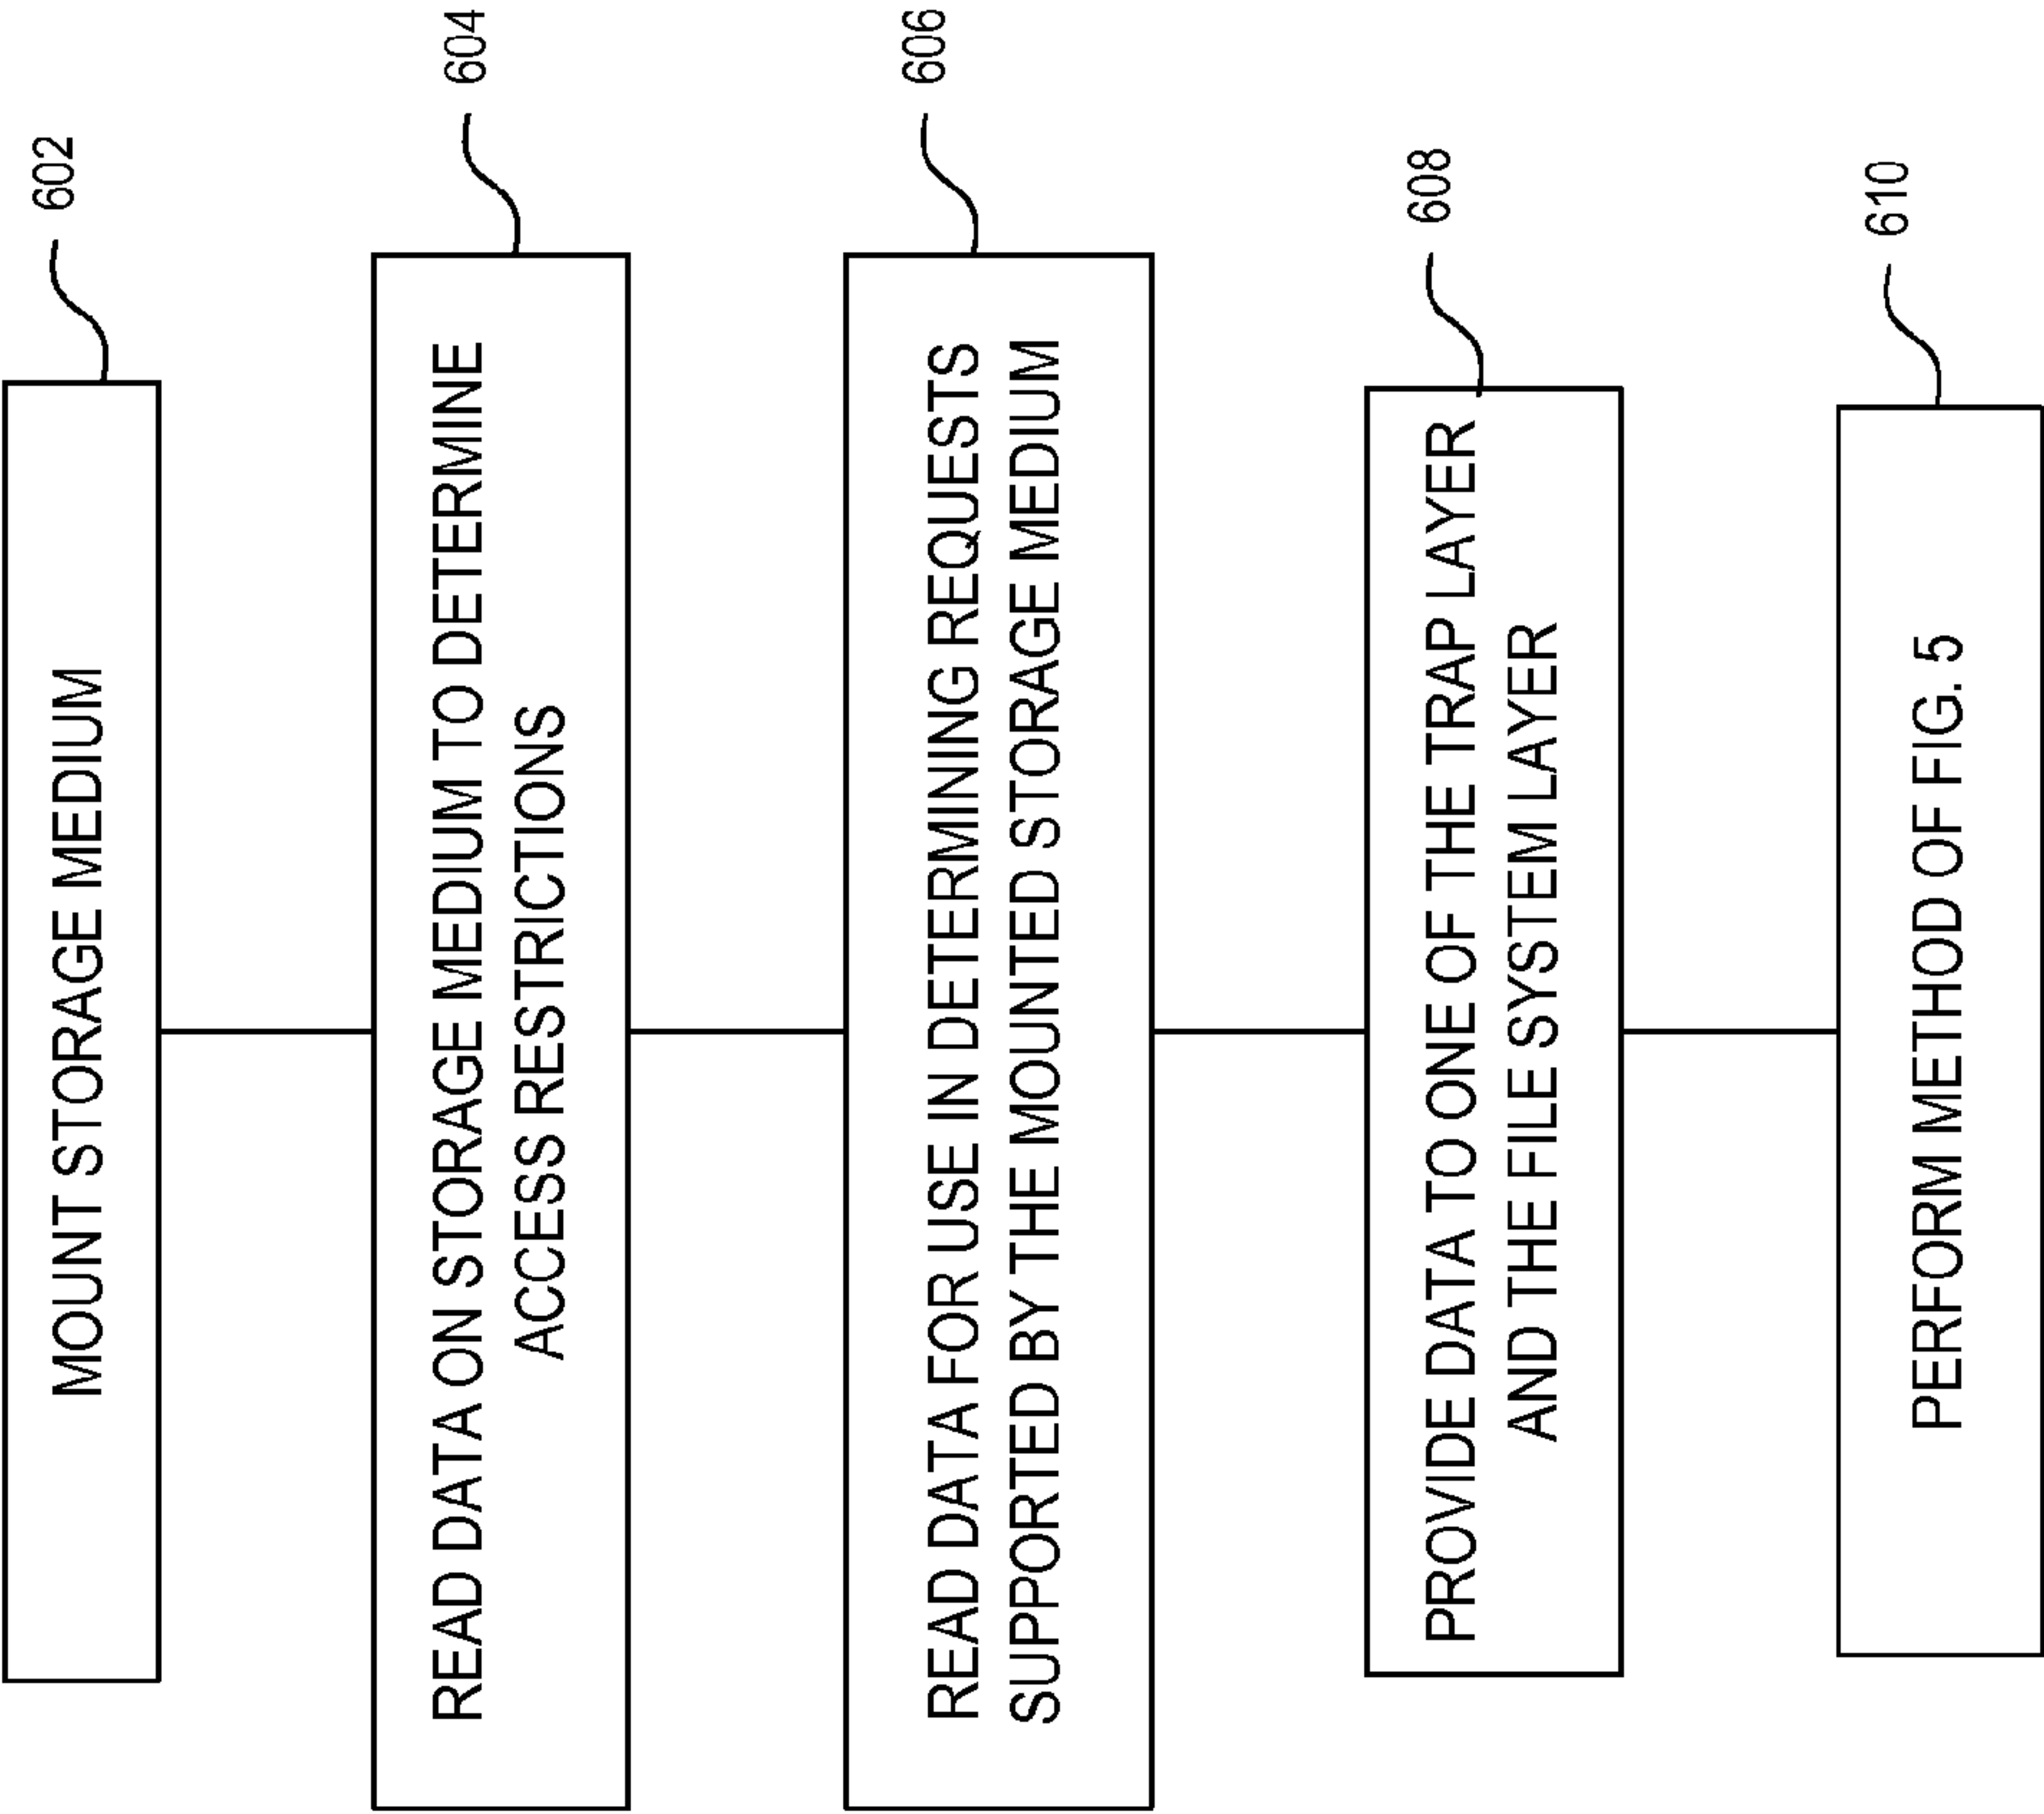 MOUNT STORAGE MEDIUM
602
READ DATA ON STORAGE MEDIUM TO DETERMINE
ACCESS RESTRICTIONS
604
READ DATA FOR USE IN DETERMINING REQUESTS
SUPPORTED BY THE MOUNTED STORAGE MEDIUM
606
PROVIDE DATA TO ONE OF THE TRAP LAYER
AND THE FILE SYSTEM LAYER
608
PERFORM METHOD OF FIG. 5
610